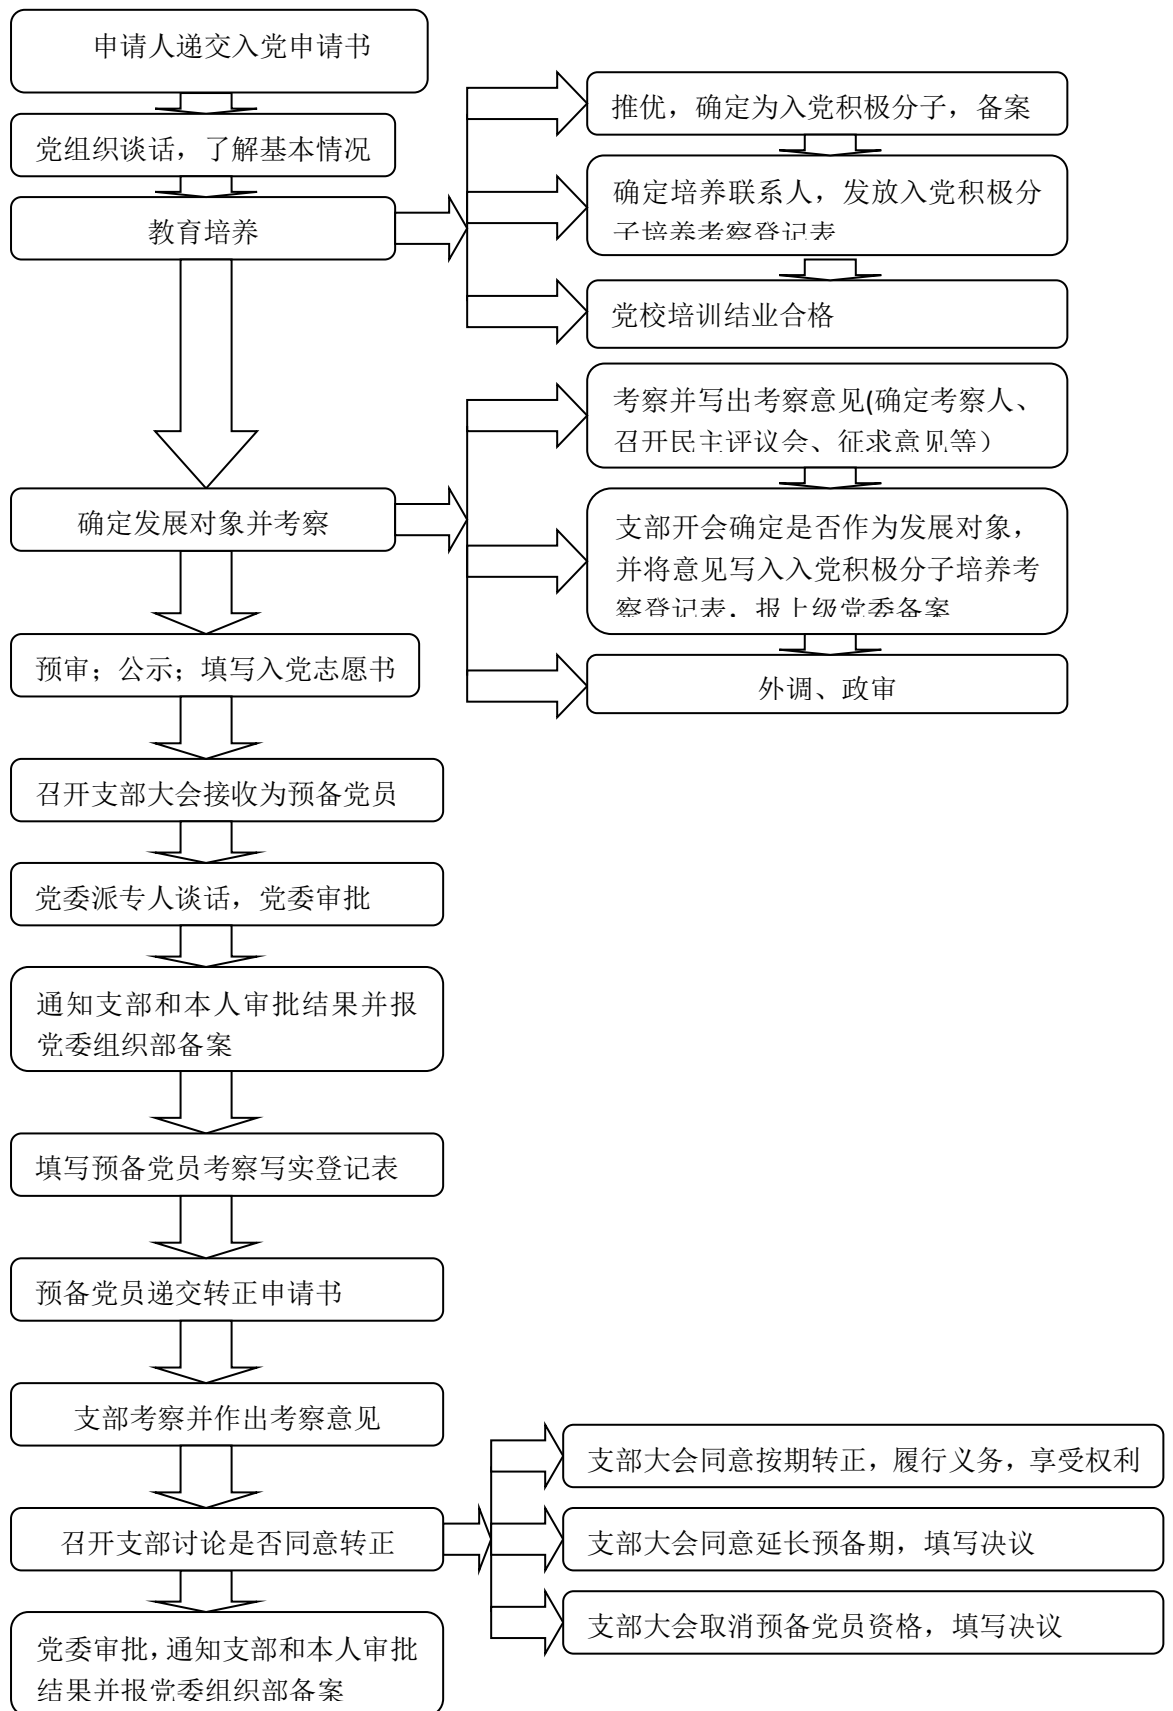 申请人递交入党申请书
党组织谈话，了解基本情况
教育培养
推优，确定为入党积极分子，备案
确定培养联系人，发放入党积极分
子培养考察登记表
党校培训结业合格
确定发展对象并考察
考察并写出考察意见(确定考察人、
召开民主评议会、征求意见等）
支部开会确定是否作为发展对象，
并将意见写入入党积极分子培养考
察登记表，报上级党委备案
外调、政审
预审；公示；填写入党志愿书
召开支部大会接收为预备党员
党委派专人谈话，党委审批
通知支部和本人审批结果并报
党委组织部备案
填写预备党员考察写实登记表
预备党员递交转正申请书
支部考察并作出考察意见
召开支部讨论是否同意转正
支部大会同意按期转正，履行义务，享受权利
支部大会同意延长预备期，填写决议
支部大会取消预备党员资格，填写决议
党委审批，通知支部和本人审批
结果并报党委组织部备案